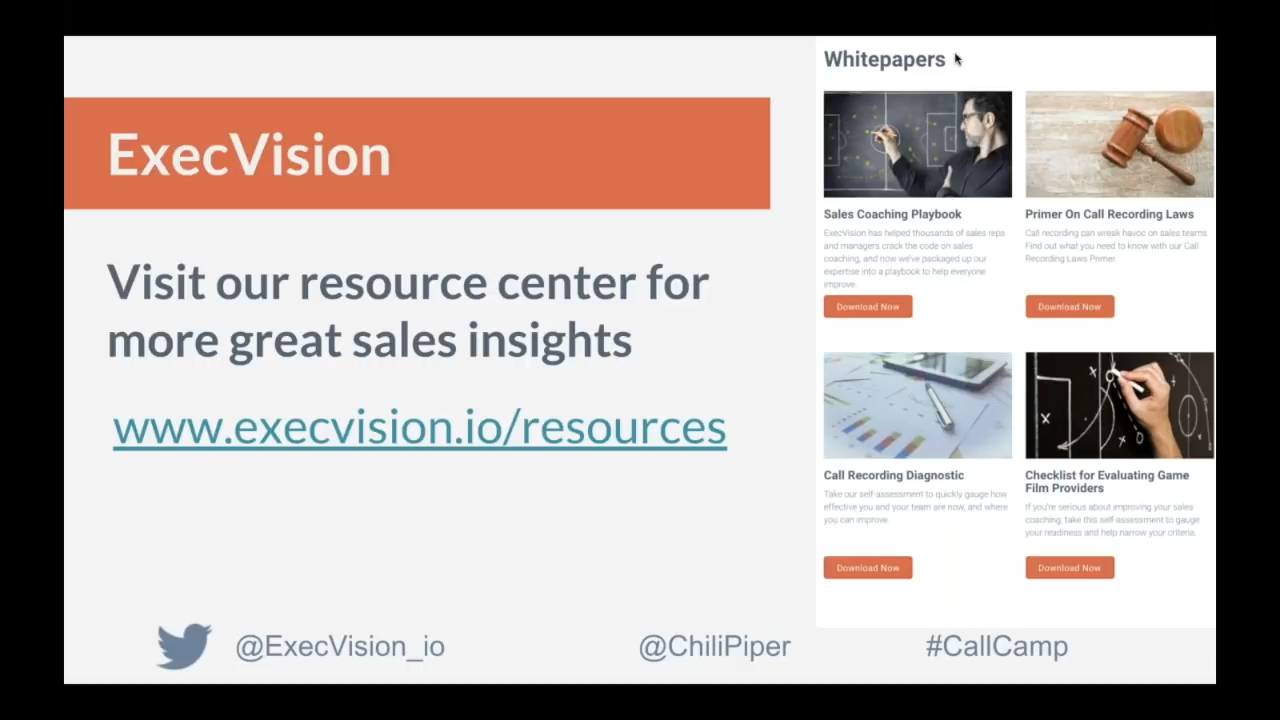 ExecVision
Visit our resource center for
more great sales insights
www.execvision.io/resources
Whitepapers
Sales Coaching Playbook
ExecVision has helped thousands of sales reps
and managers crack the code on sales
coaching, and now we've packaged up our
expertise into a playbook to help everyone
improve.
Download Now
Primer On Call Recording Laws
Call recording can wreak havoc on sales teams.
Find out what you need to know with our Call
Recording Laws Primer.
Download Now
Call Recording Diagnostic
Take our self-assessment to quickly gauge how
effective you and your team are now, and where
you can improve.
Download Now
Checklist for Evaluating Game
Film Providers
If you're serious about improving your sales
coaching, take this self-assessment to gauge
your readiness and help narrow your criteria.
Download Now
@ExecVision_io
@ChiliPiper
#CallCamp